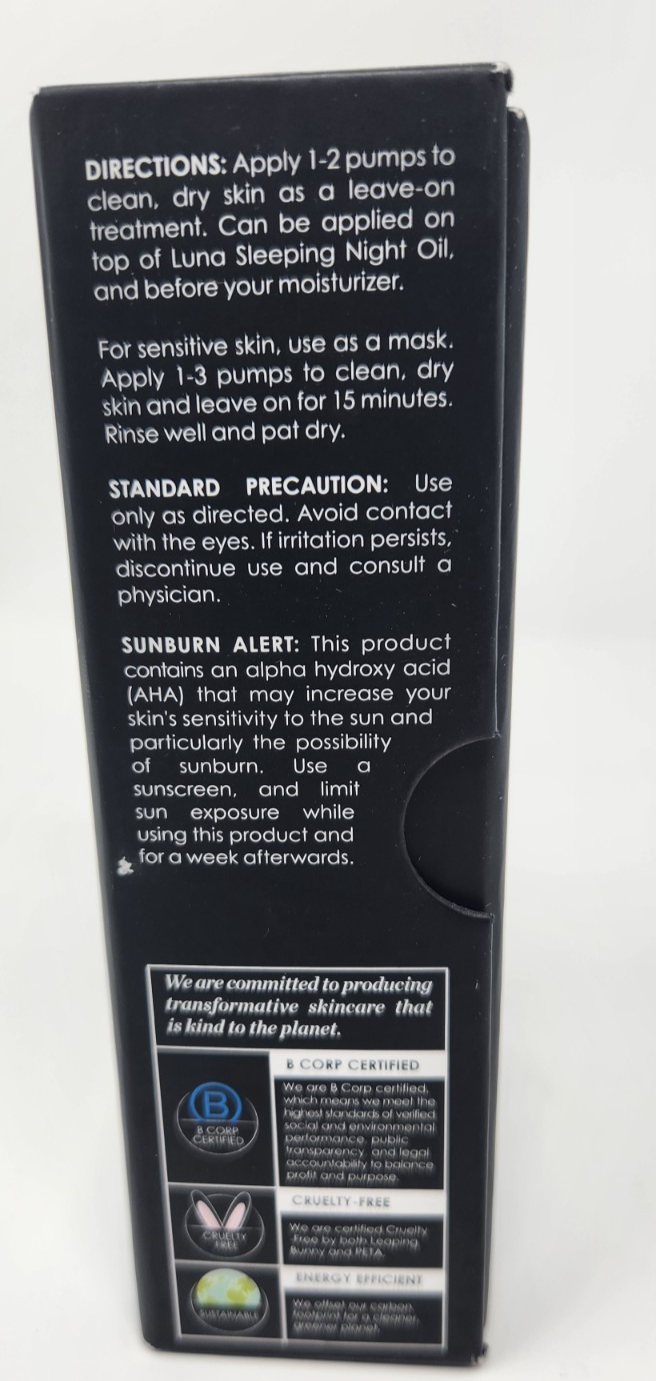 DIRECTIONS: Apply 1-2 pumps to
clean, dry skin as a leave-on
treatment. Can be applied on
top of Luna Sleeping Night Oil,
and before your moisturizer.
For sensitive skin, use as a mask.
Apply 1-3 pumps to clean, dry
skin and leave on for 15 minutes.
Rinse well and pat dry.
STANDARD PRECAUTION: Use
only as directed. Avoid contact
with the eyes. If irritation persists,
discontinue use and consult a
physician.
SUNBURN ALERT: This product
contains an alpha hydroxy acid
(AHA) that may increase your
skin's sensitivity to the sun and
particularly the possibility
of sunburn. Use a
sunscreen, and limit
sun exposure while
using this product and
for a week afterwards.
We are committed to producing
transformative skincare that
is kind to the planet.
B CORP CERTIFIED
B
B CORP
CERTIFIED
We are B Corp certified,
which means we meet the
highest standards of verified
social and environmental
performance, public
transparency, and legal
accountability to balance
profit and purpose.
CRUELTY-FREE
CRUELTY
FREE
We are certified Cruelty
Free by both Leaping
Bunny and PETA.
ENERGY EFFICIENT
SUSTAINABLE
We offset our carbon
footprint for a cleaner,
greener planet.